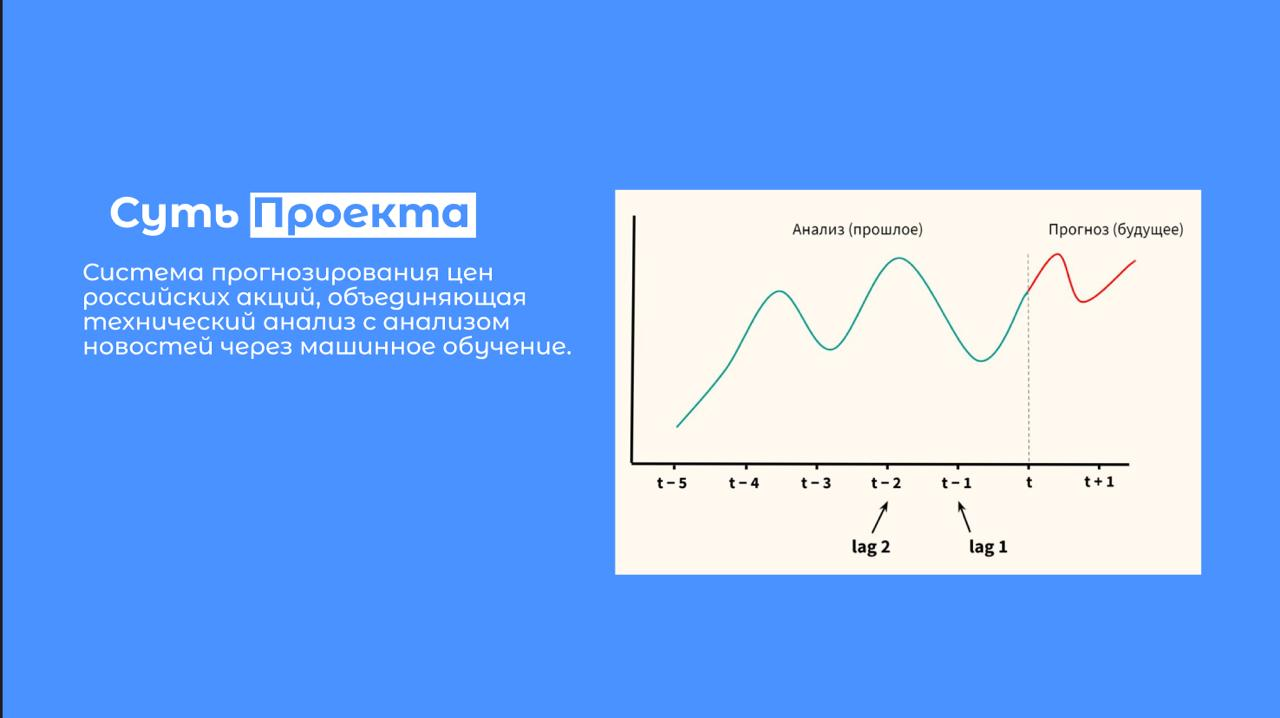 Суть Проекта
Система прогнозирования цен
российских акций, объединяющая
технический анализ с анализом
новостей через машинное обучение.
Анализ (прошлое)
Прогноз (будущее)
t – 5
t – 4
t – 3
t – 2
t – 1
t
t + 1
lag 2
lag 1